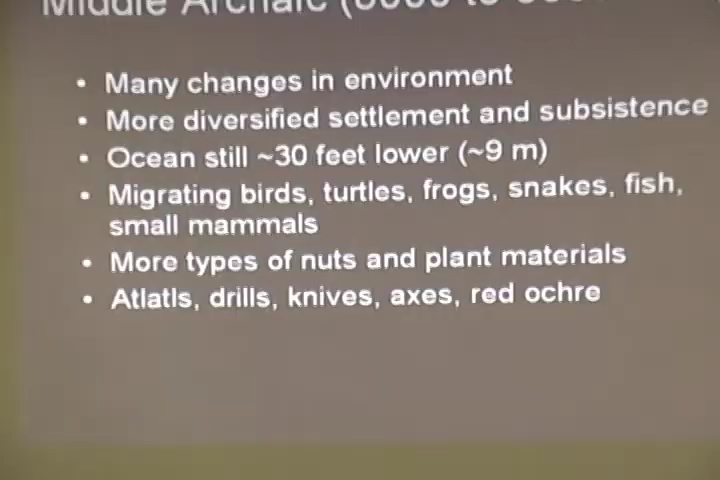 Middle Archaic (8000 to
• Many changes in environment
• More diversified settlement and subsistence
• Ocean still ~30 feet lower (~9 m)
• Migrating birds, turtles, frogs, snakes, fish,
small mammals
• More types of nuts and plant materials
• Atlatls, drills, knives, axes, red ochre